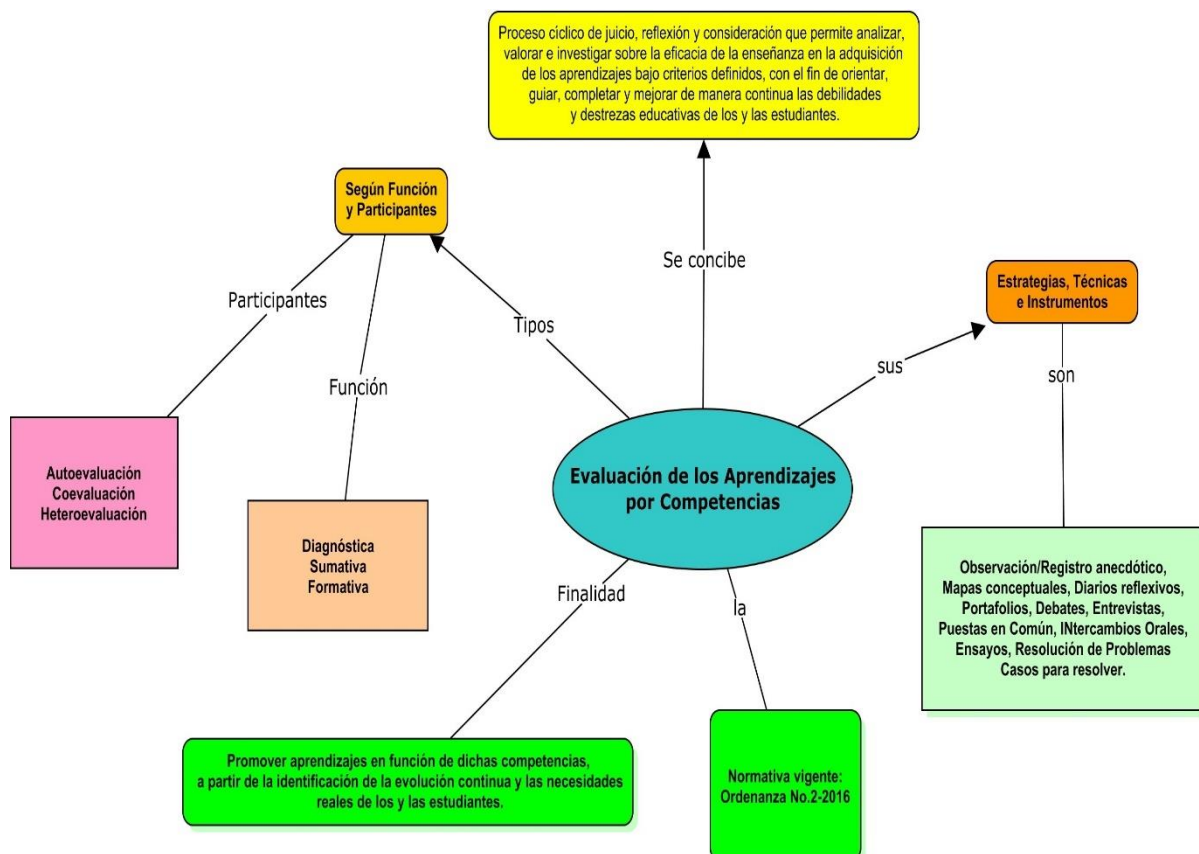 Proceso cíclico de juicio, reflexión y consideración que permite analizar,
valorar e investigar sobre la eficacia de la enseñanza en la adquisición
de los aprendizajes bajo criterios definidos, con el fin de orientar,
guiar, completar y mejorar de manera continua las debilidades
y destrezas educativas de los y las estudiantes.
Según Función
y Participantes
Se concibe
Estrategias, Técnicas
e Instrumentos
Participantes
Tipos
sus
son
Función
Autoevaluación
Coevaluación
Heteroevaluación
Evaluación de los Aprendizajes
por Competencias
Diagnóstica
Sumativa
Formativa
Observación/Registro anecdótico,
Mapas conceptuales, Diarios reflexivos,
Portafolios, Debates, Entrevistas,
Puestas en Común, INtercambios Orales,
Ensayos, Resolución de Problemas
Casos para resolver.
Finalidad
la
Promover aprendizajes en función de dichas competencias,
a partir de la identificación de la evolución continua y las necesidades
reales de los y las estudiantes.
Normativa vigente:
Ordenanza No.2-2016